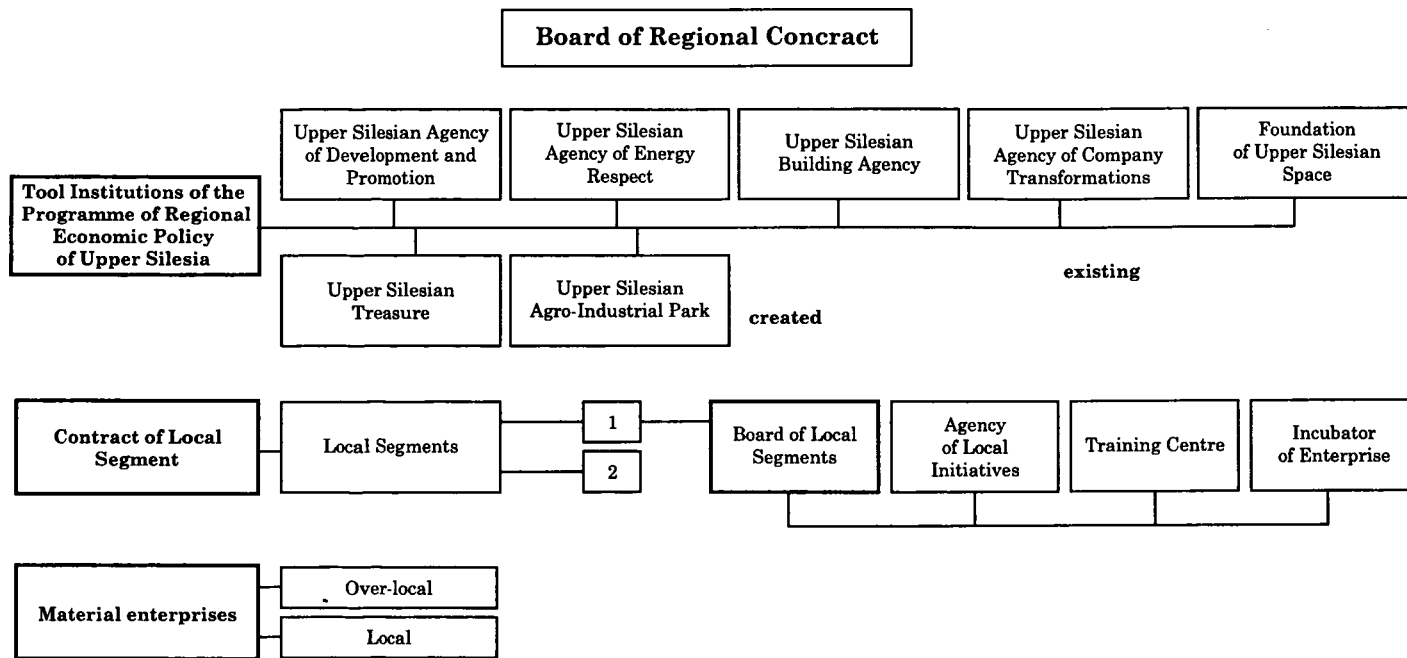 Board of Regional Concract
Upper Silesian Agency
of Development and
Promotion
Upper Silesian
Agency of Energy
Respect
Upper Silesian
Building Agency
Upper Silesian
Agency of Company
Transformations
Foundation
of Upper Silesian
Space
Tool Institutions of the
Programme of Regional
Economic Policy
of Upper Silesia
existing
Upper Silesian
Treasure
Upper Silesian
Agro-Industrial Park
created
Contract of Local
Segment
Local Segments
1
2
Board of Local
Segments
Agency
of Local
Initiatives
Training Centre
Incubator
of Enterprise
Material enterprises
Over-local
Local